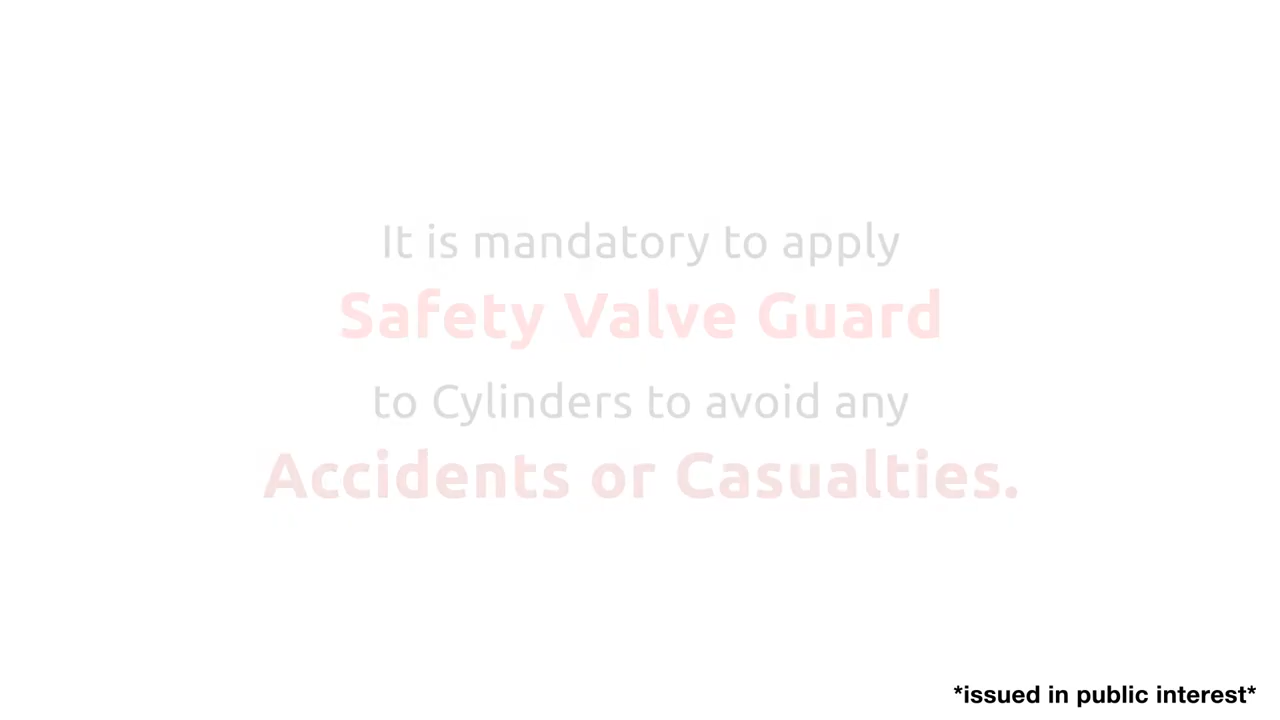 It is mandatory to apply
Safety Valve Guard
to Cylinders to avoid any
Accidents or Casualties.
*issued in public interest*